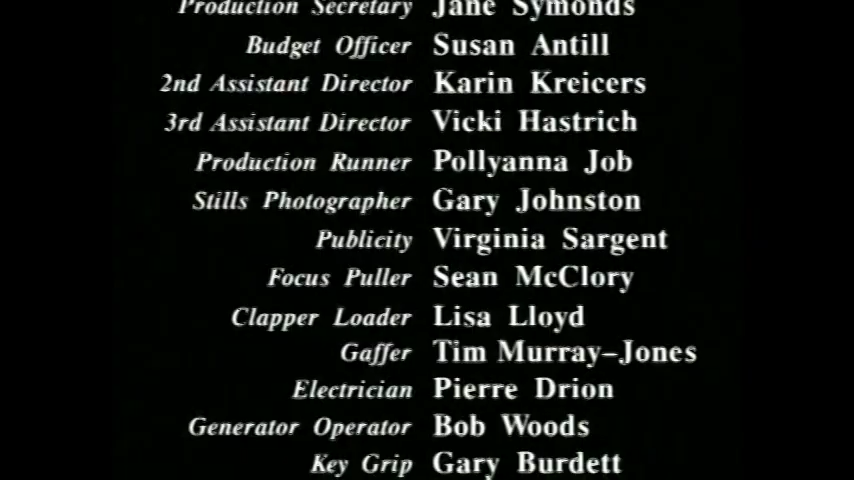 Production Secretary Jane Symonds
Budget Officer Susan Antill
2nd Assistant Director Karin Kreicers
3rd Assistant Director Vicki Hastrich
Production Runner Pollyanna Job
Stills Photographer Gary Johnston
Publicity Virginia Sargent
Focus Puller Sean McClory
Clapper Loader Lisa Lloyd
Gaffer Tim Murray-Jones
Electrician Pierre Drion
Generator Operator Bob Woods
Key Grip Gary Burdett